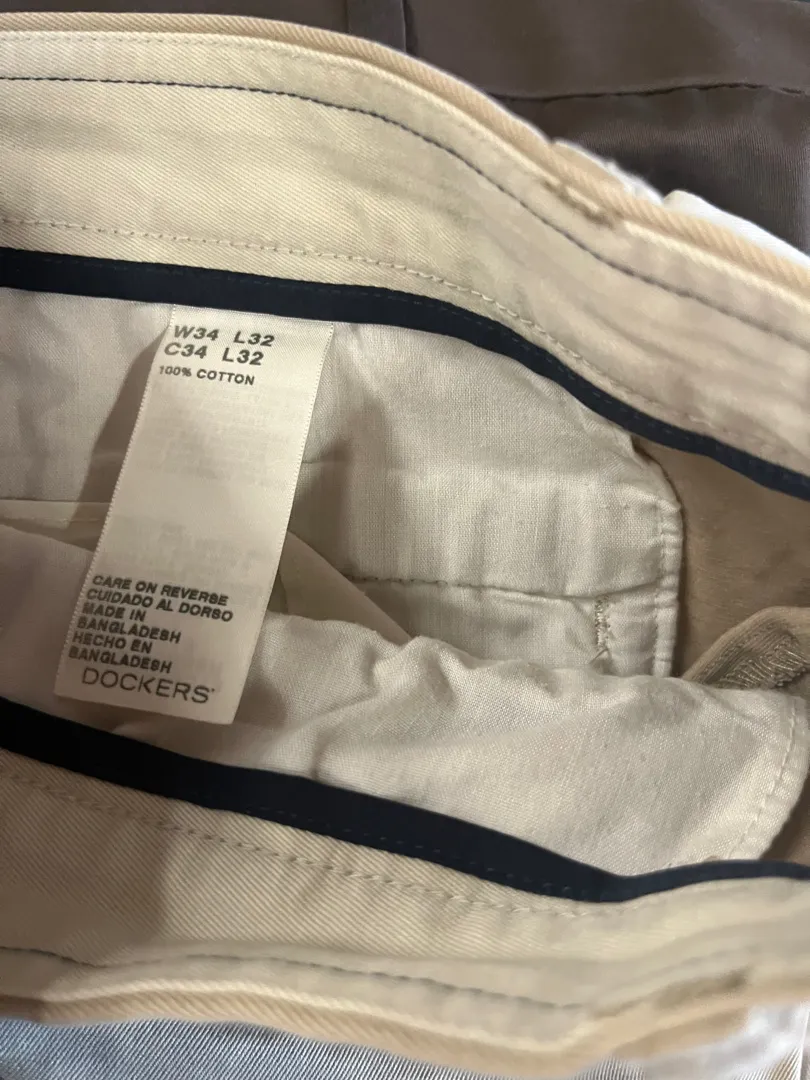 W34 L32
C34 L32
100% COTTON
CARE ON REVERSE
CUIDADO AL DORSO
MADE IN
BANGLADESH
HECHO EN
BANGLADESH
DOCKERS